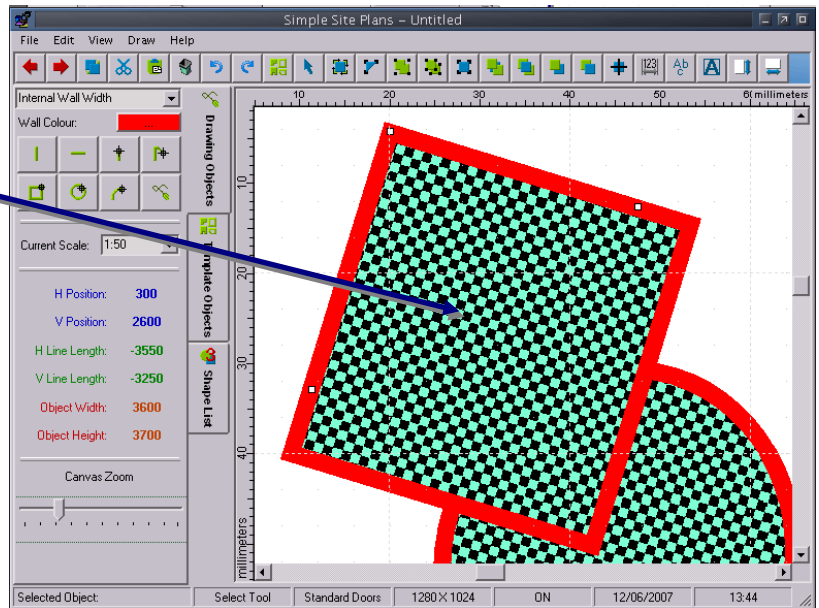 Simple Site Plans – Untitled
File Edit View Draw Help
123 Ab c A
Internal Wall Width
10 20 30 40 50 6( millimeters
Wall Colour: ...
Drawing Objects
Template Objects
Shape List
Current Scale: 1:50
H Position: 300
V Position: 2600
H Line Length: -3550
V Line Length: -3250
Object Width: 3600
Object Height: 3700
Canvas Zoom
10
20
30
40
millimeters
Selected Object: Select Tool Standard Doors 1280×1024 ON 12/06/2007 13:44